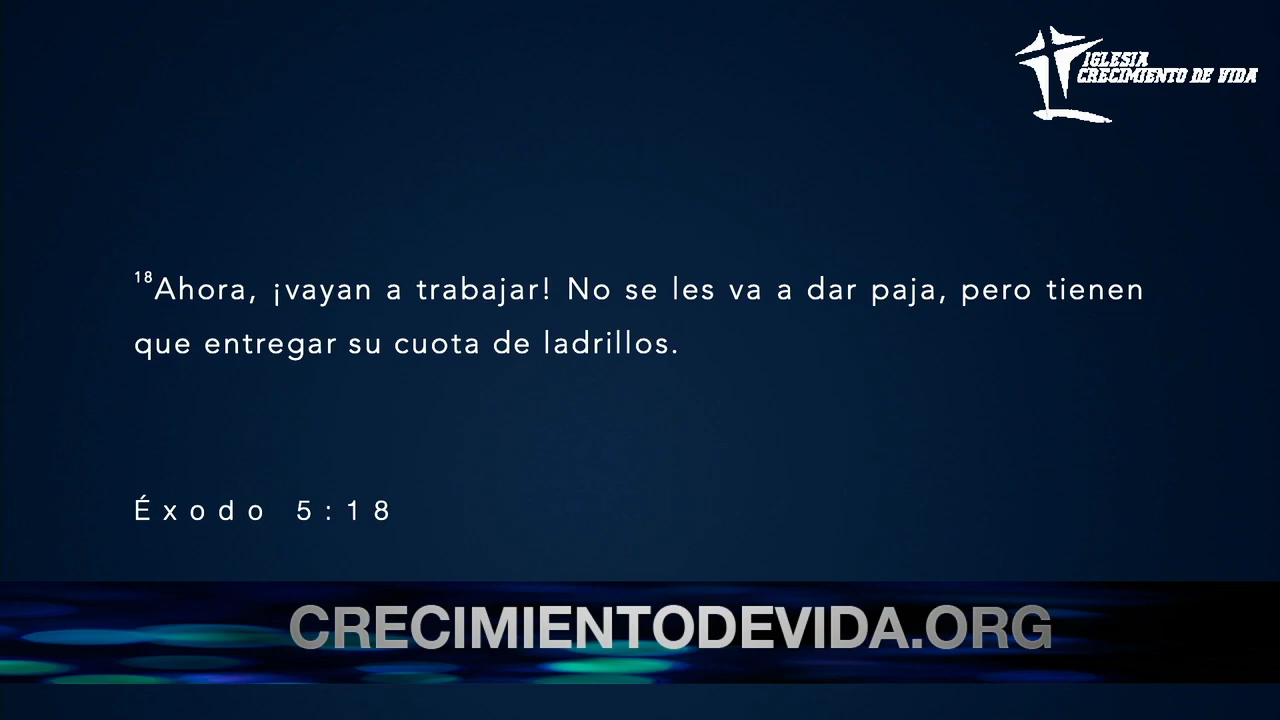 IGLESIA
CRECIMIENTO DE VIDA
18Ahora, ¡vayan a trabajar! No se les va a dar paja, pero tienen
que entregar su cuota de ladrillos.
Éxodo 5:18
CRECIMIENTODEVIDA.ORG